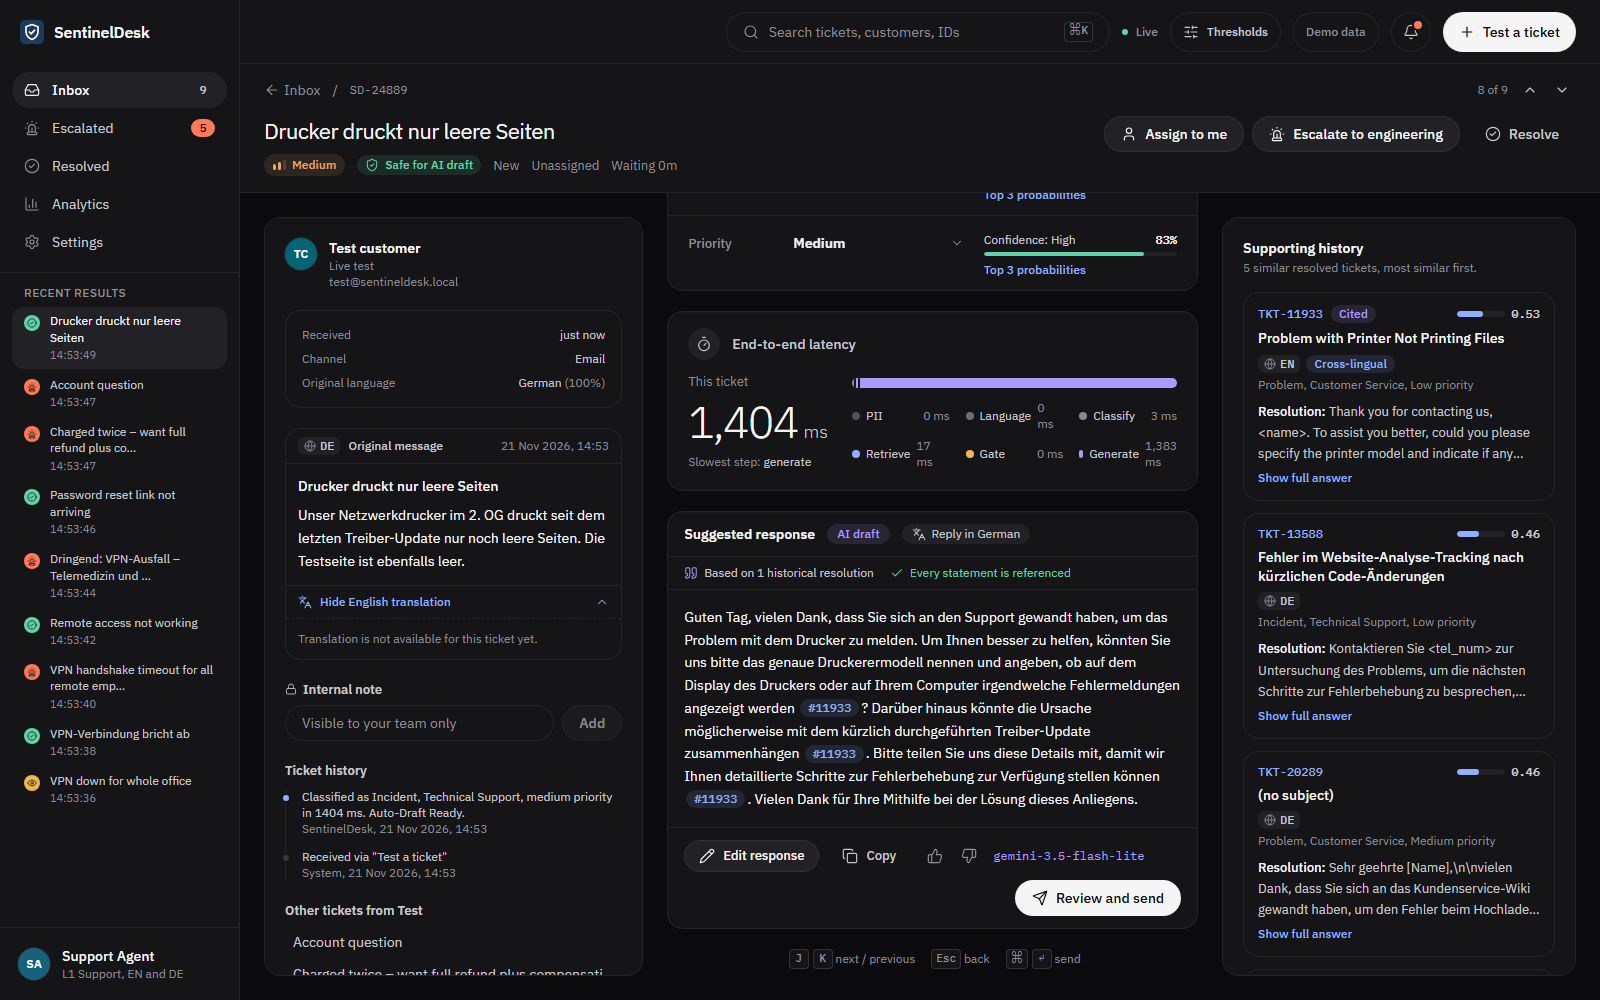 SentinelDesk
Search tickets, customers, IDs
⌘K
Live
Thresholds
Demo data
Test a ticket
Inbox 9
Escalated 5
Resolved
Analytics
Settings
RECENT RESULTS
Drucker druckt nur leere
Seiten
14:53:49
Account question
14:53:47
Charged twice – want full
refund plus co...
14:53:47
Password reset link not
arriving
14:53:46
Dringend: VPN-Ausfall –
Telemedizin und ...
14:53:44
Remote access not working
14:53:42
VPN handshake timeout for all
remote emp...
14:53:40
VPN-Verbindung bricht ab
14:53:38
VPN down for whole office
14:53:36
SA
Support Agent
L1 Support, EN and DE
Inbox / SD-24889
8 of 9
Drucker druckt nur leere Seiten
Assign to me
Escalate to engineering
Resolve
Medium
Safe for AI draft
New
Unassigned
Waiting 0m
TC
Test customer
Live test
test@sentineldesk.local
Received just now
Channel Email
Original language German (100%)
DE Original message 21 Nov 2026, 14:53
Drucker druckt nur leere Seiten
Unser Netzwerkdrucker im 2. OG druckt seit dem
letzten Treiber-Update nur noch leere Seiten. Die
Testseite ist ebenfalls leer.
Hide English translation
Translation is not available for this ticket yet.
Internal note
Visible to your team only
Add
Ticket history
Classified as Incident, Technical Support, medium priority
in 1404 ms. Auto-Draft Ready.
SentinelDesk, 21 Nov 2026, 14:53
Received via "Test a ticket"
System, 21 Nov 2026, 14:53
Other tickets from Test
Account question
Charged twice – want full refund plus compensati...
Top 3 probabilities
Priority
Medium
Confidence: High 83%
Top 3 probabilities
End-to-end latency
This ticket
1,404 ms
Slowest step: generate
PII 0 ms
Language 0 ms
Classify 3 ms
Retrieve 17 ms
Gate 0 ms
Generate 1,383 ms
Suggested response
AI draft
Reply in German
Based on 1 historical resolution
Every statement is referenced
Guten Tag, vielen Dank, dass Sie sich an den Support gewandt haben, um das
Problem mit dem Drucker zu melden. Um Ihnen besser zu helfen, könnten Sie
uns bitte das genaue Druckerermodell nennen und angeben, ob auf dem
Display des Druckers oder auf Ihrem Computer irgendwelche Fehlermeldungen
angezeigt werden #11933 ? Darüber hinaus könnte die Ursache
möglicherweise mit dem kürzlich durchgeführten Treiber-Update
zusammenhängen #11933 . Bitte teilen Sie uns diese Details mit, damit wir
Ihnen detaillierte Schritte zur Fehlerbehebung zur Verfügung stellen können
#11933 . Vielen Dank für Ihre Mithilfe bei der Lösung dieses Anliegens.
Edit response
Copy
gemini-3.5-flash-lite
Review and send
J K next / previous Esc back ⌘ ↵ send
Supporting history
5 similar resolved tickets, most similar first.
TKT-11933 Cited 0.53
Problem with Printer Not Printing Files
EN Cross-lingual
Problem, Customer Service, Low priority
Resolution: Thank you for contacting us,
<name>. To assist you better, could you please
specify the printer model and indicate if any...
Show full answer
TKT-13588 0.46
Fehler im Website-Analyse-Tracking nach
kürzlichen Code-Änderungen
DE
Incident, Technical Support, Low priority
Resolution: Kontaktieren Sie <tel_num> zur
Untersuchung des Problems, um die nächsten
Schritte zur Fehlerbehebung zu besprechen,...
Show full answer
TKT-20289 0.46
(no subject)
DE
Problem, Customer Service, Medium priority
Resolution: Sehr geehrte [Name],\n\nvielen
Dank, dass Sie sich an das Kundenservice-Wiki
gewandt haben, um den Fehler beim Hochlade...
Show full answer